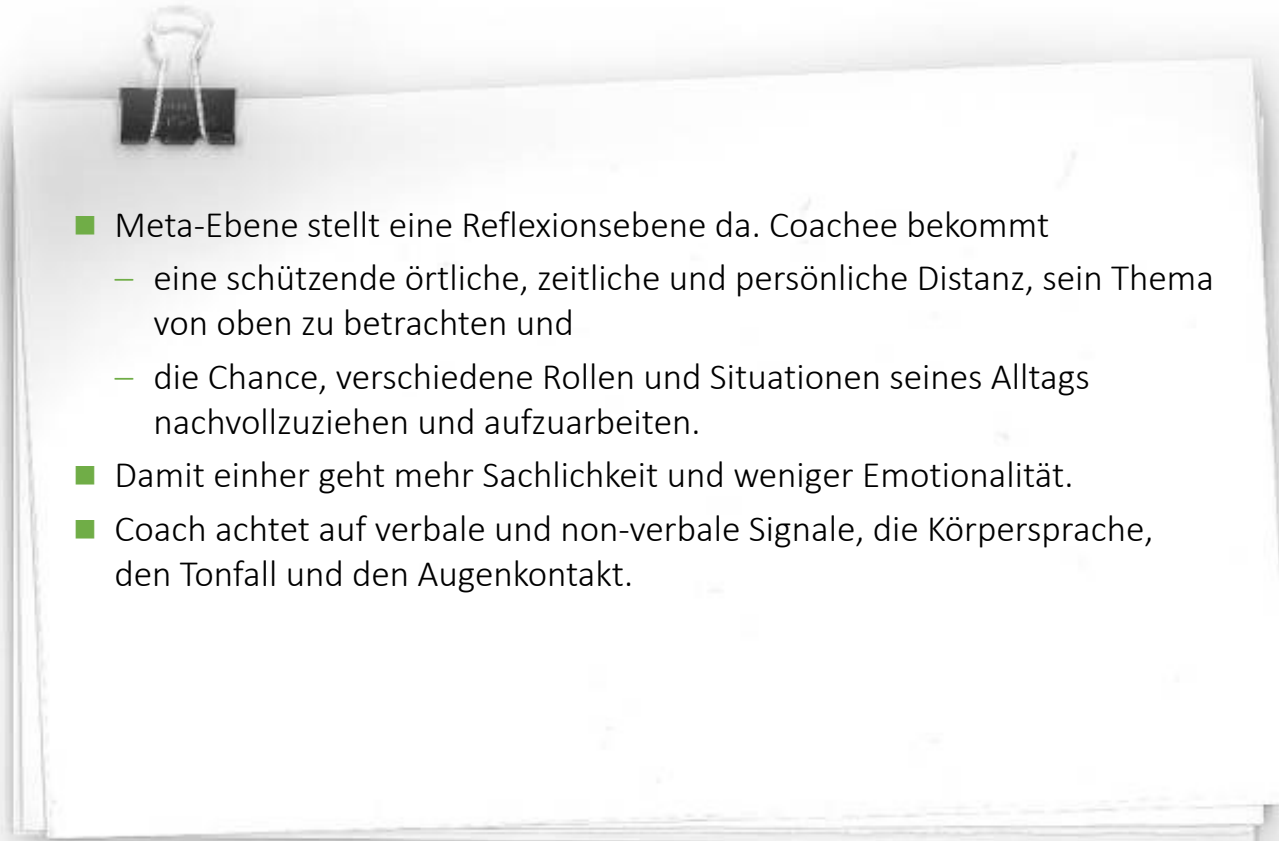 ■ Meta-Ebene stellt eine Reflexionsebene da. Coachee bekommt
– eine schützende örtliche, zeitliche und persönliche Distanz, sein Thema
von oben zu betrachten und
– die Chance, verschiedene Rollen und Situationen seines Alltags
nachvollzuziehen und aufzuarbeiten.
■ Damit einher geht mehr Sachlichkeit und weniger Emotionalität.
■ Coach achtet auf verbale und non-verbale Signale, die Körpersprache,
den Tonfall und den Augenkontakt.